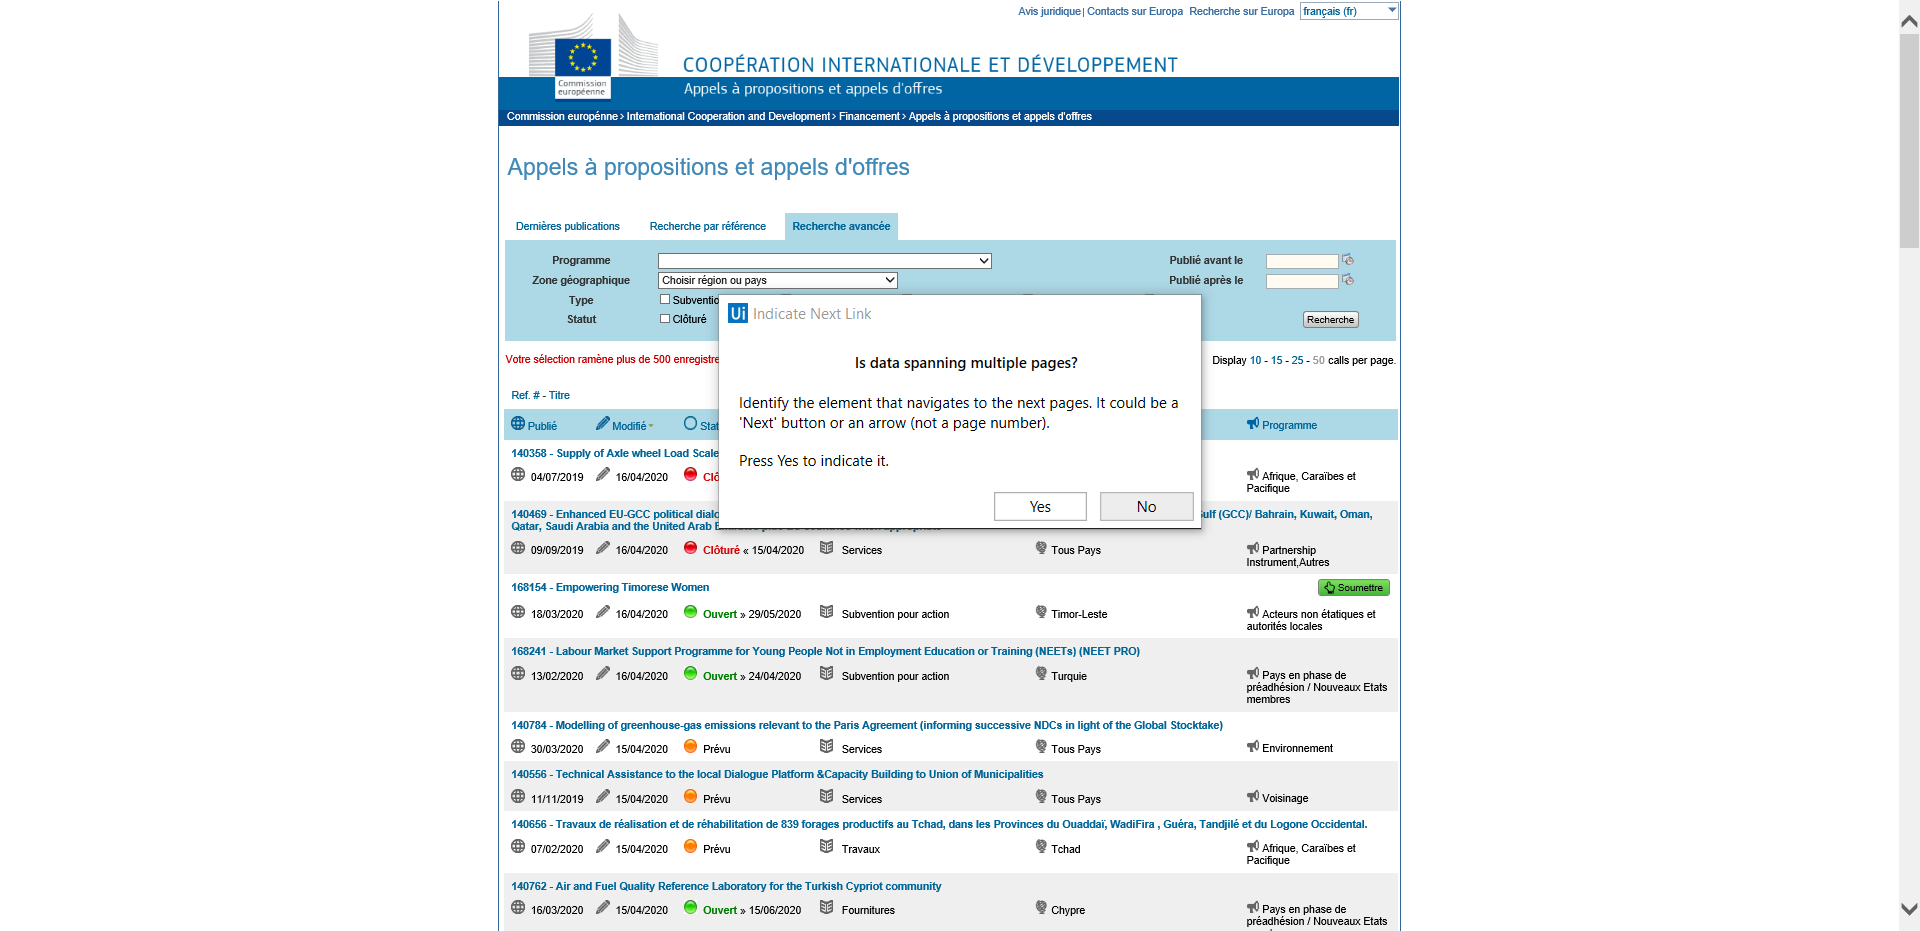 Avis juridique| Contacts sur Europa Recherche sur Europa français (fr)
Commission
européenne
COOPÉRATION INTERNATIONALE ET DÉVELOPPEMENT
Appels à propositions et appels d'offres
Commission europénne > International Cooperation and Development > Financement > Appels à propositions et appels d'offres
Appels à propositions et appels d'offres
Dernières publications Recherche par référence Recherche avancée
Programme Publié avant le
Zone géographique Choisir région ou pays Publié après le
Type
Statut Clôturé Recherche
Votre sélection ramène plus de 500 Display 10 - 15 - 25 - 50 calls per page.
Ui Indicate Next Link
Is data spanning multiple pages?
Identify the element that navigates to the next pages. It could be a
'Next' button or an arrow (not a page number).
Press Yes to indicate it.
Yes No
Ref. # - Titre
Publié Modifié Programme
140358 - Supply of Axle wheel Load
04/07/2019 16/04/2020 Afrique, Caraïbes et
Pacifique
140469 - Enhanced EU-GCC political (GCC)/ Bahrain, Kuwait, Oman,
Qatar, Saudi Arabia and the United Arab
09/09/2019 16/04/2020 Clôturé « 15/04/2020 Services Tous Pays Partnership
Instrument,Autres
168154 - Empowering Timorese Women Soumettre
18/03/2020 16/04/2020 Ouvert » 29/05/2020 Subvention pour action Timor-Leste Acteurs non étatiques et
autorités locales
168241 - Labour Market Support Programme for Young People Not in Employment Education or Training (NEETs) (NEET PRO)
13/02/2020 16/04/2020 Ouvert » 24/04/2020 Subvention pour action Turquie Pays en phase de
préadhésion / Nouveaux Etats
membres
140784 - Modelling of greenhouse-gas emissions relevant to the Paris Agreement (informing successive NDCs in light of the Global Stocktake)
30/03/2020 15/04/2020 Prévu Services Tous Pays Environnement
140556 - Technical Assistance to the local Dialogue Platform &Capacity Building to Union of Municipalities
11/11/2019 15/04/2020 Prévu Services Tous Pays Voisinage
140656 - Travaux de réalisation et de réhabilitation de 839 forages productifs au Tchad, dans les Provinces du Ouaddaï, WadiFira , Guéra, Tandjilé et du Logone Occidental.
07/02/2020 15/04/2020 Prévu Travaux Tchad Afrique, Caraïbes et
Pacifique
140762 - Air and Fuel Quality Reference Laboratory for the Turkish Cypriot community
16/03/2020 15/04/2020 Ouvert » 15/06/2020 Fournitures Chypre Pays en phase de
préadhésion / Nouveaux Etats